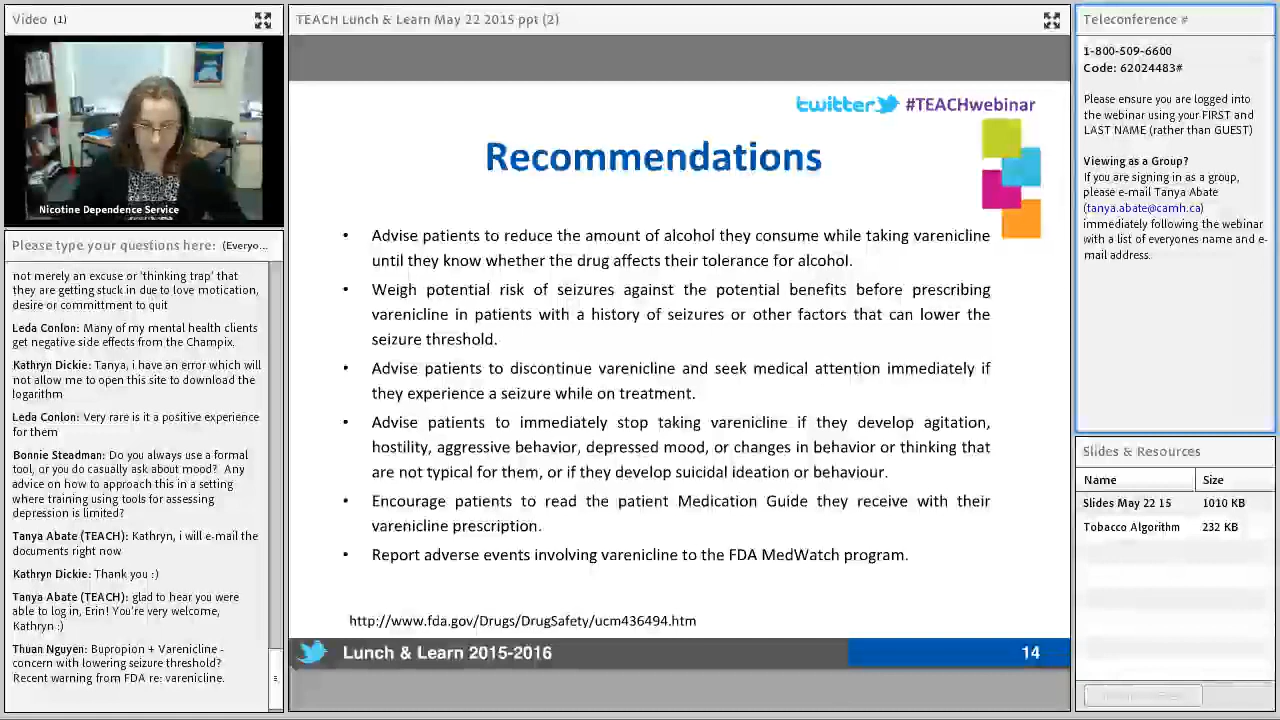 Video (1)
Nicotine Dependence Service
Please type your questions here: (Everyo...
not merely an excuse or 'thinking trap' that
they are getting stuck in due to love motication,
desire or committment to quit
Leda Conlon: Many of my mental health clients
get negative side effects from the Champix.
Kathryn Dickie: Tanya, i have an error which will
not allow me to open this site to download the
logarithm
Leda Conlon: Very rare is it a positive experience
for them
Bonnie Steadman: Do you always use a formal
tool, or you do casually ask about mood? Any
advice on how to approach this in a setting
where training using tools for assessing
depression is limited?
Tanya Abate (TEACH): Kathryn, i will e-mail the
documents right now
Kathryn Dickie: Thank you :)
Tanya Abate (TEACH): glad to hear you were
able to log in, Erin! You're very welcome,
Kathryn :)
Thuan Nguyen: Bupropion + Varenicline -
concern with lowering seizure threshold?
Recent warning from FDA re: varenicline.
TEACH Lunch & Learn May 22 2015 ppt (2)
twitter #TEACHwebinar
Recommendations
• Advise patients to reduce the amount of alcohol they consume while taking varenicline
until they know whether the drug affects their tolerance for alcohol.
• Weigh potential risk of seizures against the potential benefits before prescribing
varenicline in patients with a history of seizures or other factors that can lower the
seizure threshold.
• Advise patients to discontinue varenicline and seek medical attention immediately if
they experience a seizure while on treatment.
• Advise patients to immediately stop taking varenicline if they develop agitation,
hostility, aggressive behavior, depressed mood, or changes in behavior or thinking that
are not typical for them, or if they develop suicidal ideation or behaviour.
• Encourage patients to read the patient Medication Guide they receive with their
varenicline prescription.
• Report adverse events involving varenicline to the FDA MedWatch program.
http://www.fda.gov/Drugs/DrugSafety/ucm436494.htm
Lunch & Learn 2015-2016
14
Teleconference #
1-800-509-6600
Code: 62024483#
Please ensure you are logged into
the webinar using your FIRST and
LAST NAME (rather than GUEST)
Viewing as a Group?
If you are signing in as a group,
please e-mail Tanya Abate
(tanya.abate@camh.ca)
immediately following the webinar
with a list of everyones name and e-
mail address.
Slides & Resources
Name Size
Slides May 22 15 1010 KB
Tobacco Algorithm 232 KB